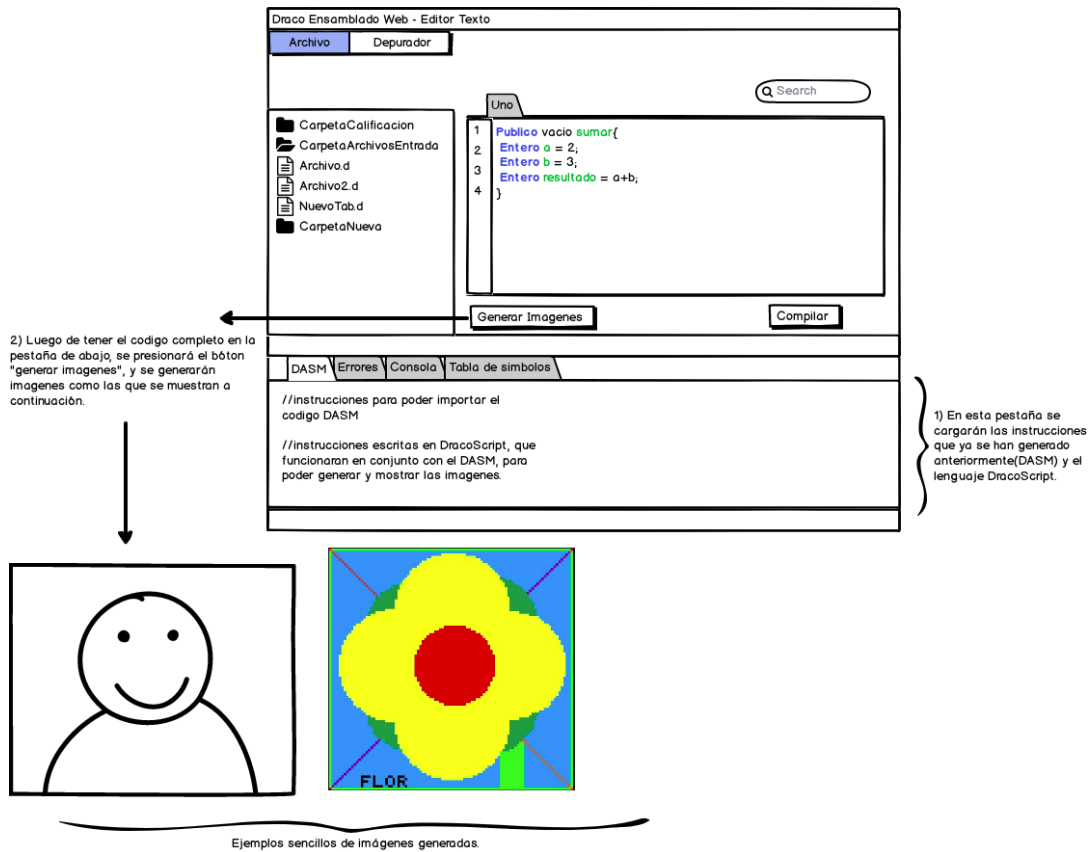 Draco Ensamblado Web - Editor Texto
Archivo
Depurador
Search
Uno
CarpetaCalificacion
CarpetaArchivosEntrada
Archivo.d
Archivo2.d
NuevoTab.d
CarpetaNueva
1
2
3
4
Publico vacio sumar{
Entero a = 2;
Entero b = 3;
Entero resultado = a+b;
}
Generar Imagenes
Compilar
2) Luego de tener el codigo completo en la
pestaña de abajo, se presionará el bóton
"generar imagenes", y se generarán
imagenes como las que se muestran a
continuación.
DASM
Errores
Consola
Tabla de simbolos
//instrucciones para poder importar el
codigo DASM
//instrucciones escritas en DracoScript, que
funcionaran en conjunto con el DASM, para
poder generar y mostrar las imagenes.
1) En esta pestaña se
cargarán las instrucciones
que ya se han generado
anteriormente(DASM) y el
lenguaje DracoScript.
FLOR
Ejemplos sencillos de imágenes generadas.